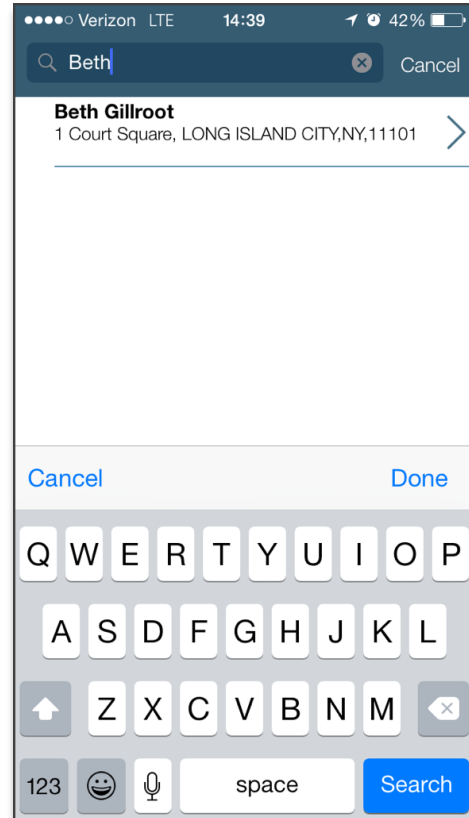 Verizon LTE 14:39 42%
Beth Cancel
Beth Gillroot
1 Court Square, LONG ISLAND CITY,NY,11101
Cancel Done
Q W E R T Y U I O P
A S D F G H J K L
Z X C V B N M
123 space Search